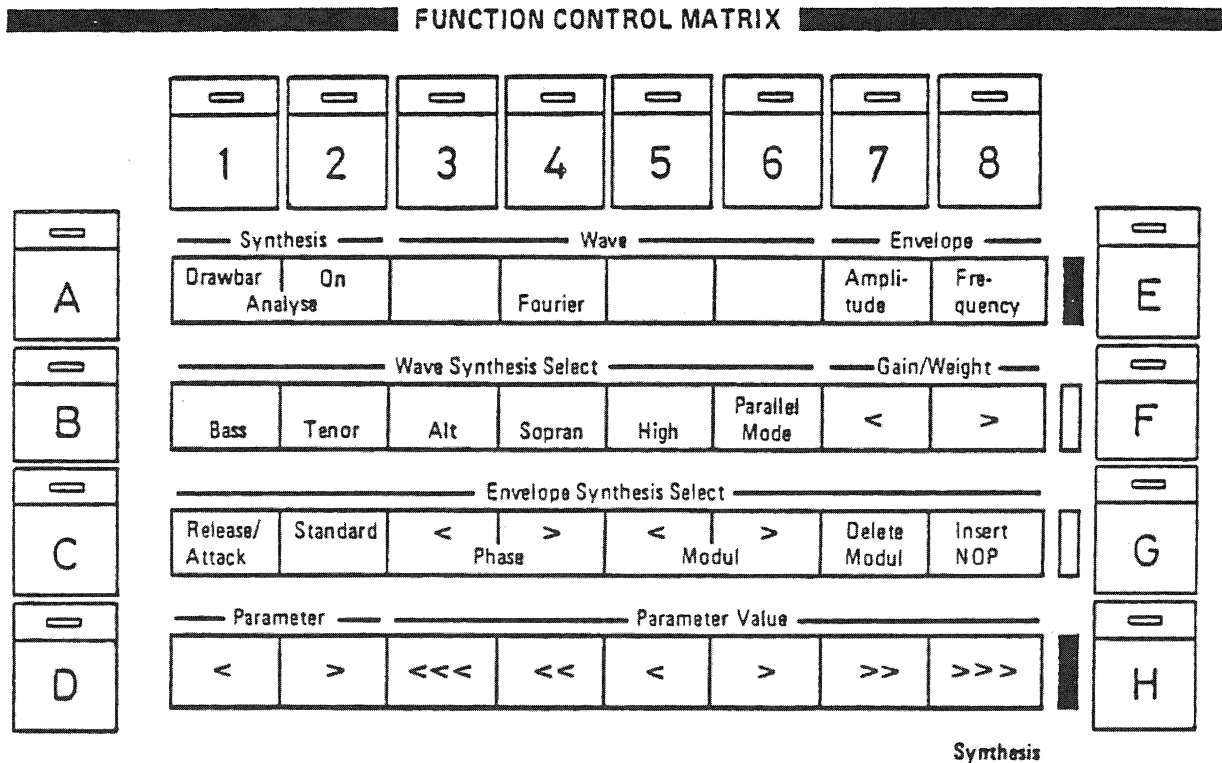 FUNCTION CONTROL MATRIX
1 2 3 4 5 6 7 8
Synthesis Wave Envelope
A
Drawbar On Analyse Fourier Ampli- tude Fre- quency
E
Wave Synthesis Select Gain/Weight
B
Bass Tenor Alt Sopran High Parallel Mode < >
F
Envelope Synthesis Select
C
Release/ Attack Standard < > Phase < > Modul Delete Modul Insert NOP
G
Parameter Parameter Value
D
< > <<< << < > >> >>>
H
Synthesis